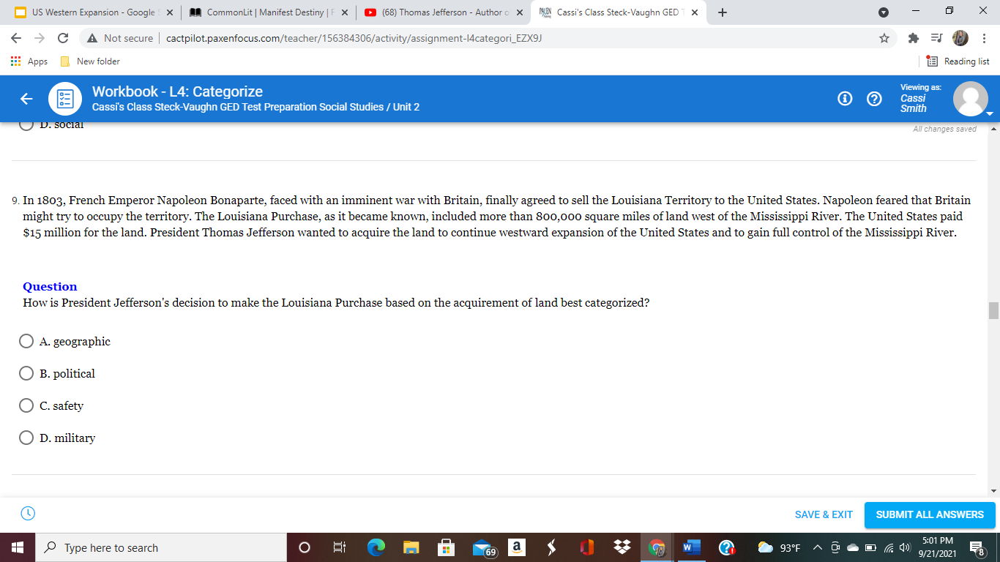 US Western Expansion - Google S
CommonLit | Manifest Destiny | F
(68) Thomas Jefferson - Author o
PAXEN Cassi's Class Steck-Vaughn GED T
Not secure | cactpilot.paxenfocus.com/teacher/156384306/activity/assignment-l4categori_EZX9J
Apps New folder Reading list
Workbook - L4: Categorize
Cassi's Class Steck-Vaughn GED Test Preparation Social Studies / Unit 2
Viewing as:
Cassi
Smith
D. social
All changes saved
9. In 1803, French Emperor Napoleon Bonaparte, faced with an imminent war with Britain, finally agreed to sell the Louisiana Territory to the United States. Napoleon feared that Britain
might try to occupy the territory. The Louisiana Purchase, as it became known, included more than 800,000 square miles of land west of the Mississippi River. The United States paid
$15 million for the land. President Thomas Jefferson wanted to acquire the land to continue westward expansion of the United States and to gain full control of the Mississippi River.
Question
How is President Jefferson's decision to make the Louisiana Purchase based on the acquirement of land best categorized?
A. geographic
B. political
C. safety
D. military
SAVE & EXIT SUBMIT ALL ANSWERS
Type here to search
69
93°F
5:01 PM
9/21/2021
8